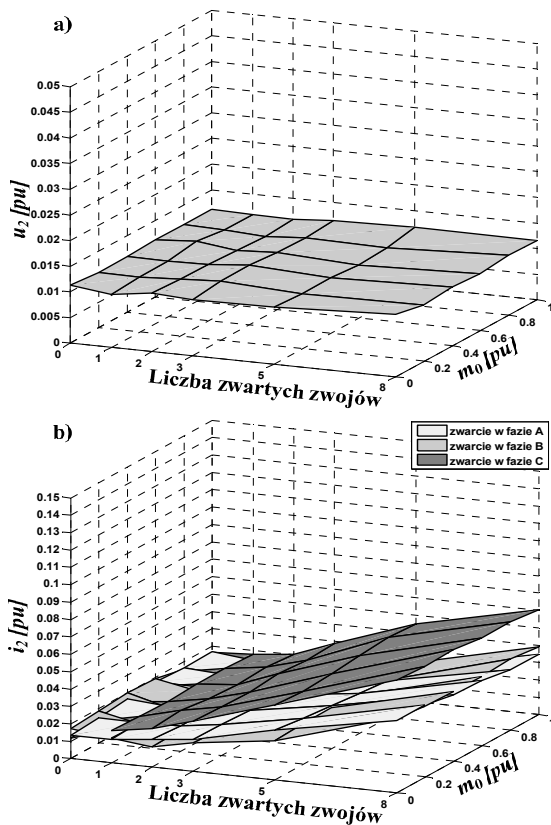 a)
0.05
0.045
0.04
0.035
0.03
0.025
0.02
0.015
0.01
0.005
0
u2 [pu]
0 1 2 3 5 8
Liczba zwartych zwojów
0 0.2 0.4 0.6 0.8 1
m0 [pu]
b)
zwarcie w fazie A
zwarcie w fazie B
zwarcie w fazie C
0.15
0.14
0.13
0.12
0.11
0.1
0.09
0.08
0.07
0.06
0.05
0.04
0.03
0.02
0.01
0
i2 [pu]
0 1 2 3 5 8
Liczba zwartych zwojów
0 0.2 0.4 0.6 0.8 1
m0 [pu]